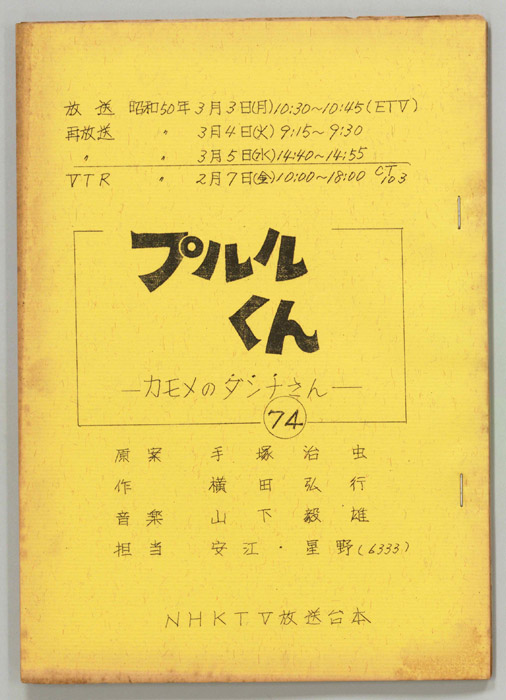 放送 昭和50年3月3日(月)10:30～10:45(ETV)
再放送 〃 3月4日(火)9:15～9:30
〃 3月5日(水)14:40～14:55
VTR 〃 2月7日(金)10:00～18:00 CT103
プルル
くん
―カモメのダンナさん―
74
原案 手塚治虫
作 横田弘行
音楽 山下毅雄
担当 安江・星野(6333)
NHKTV放送台本